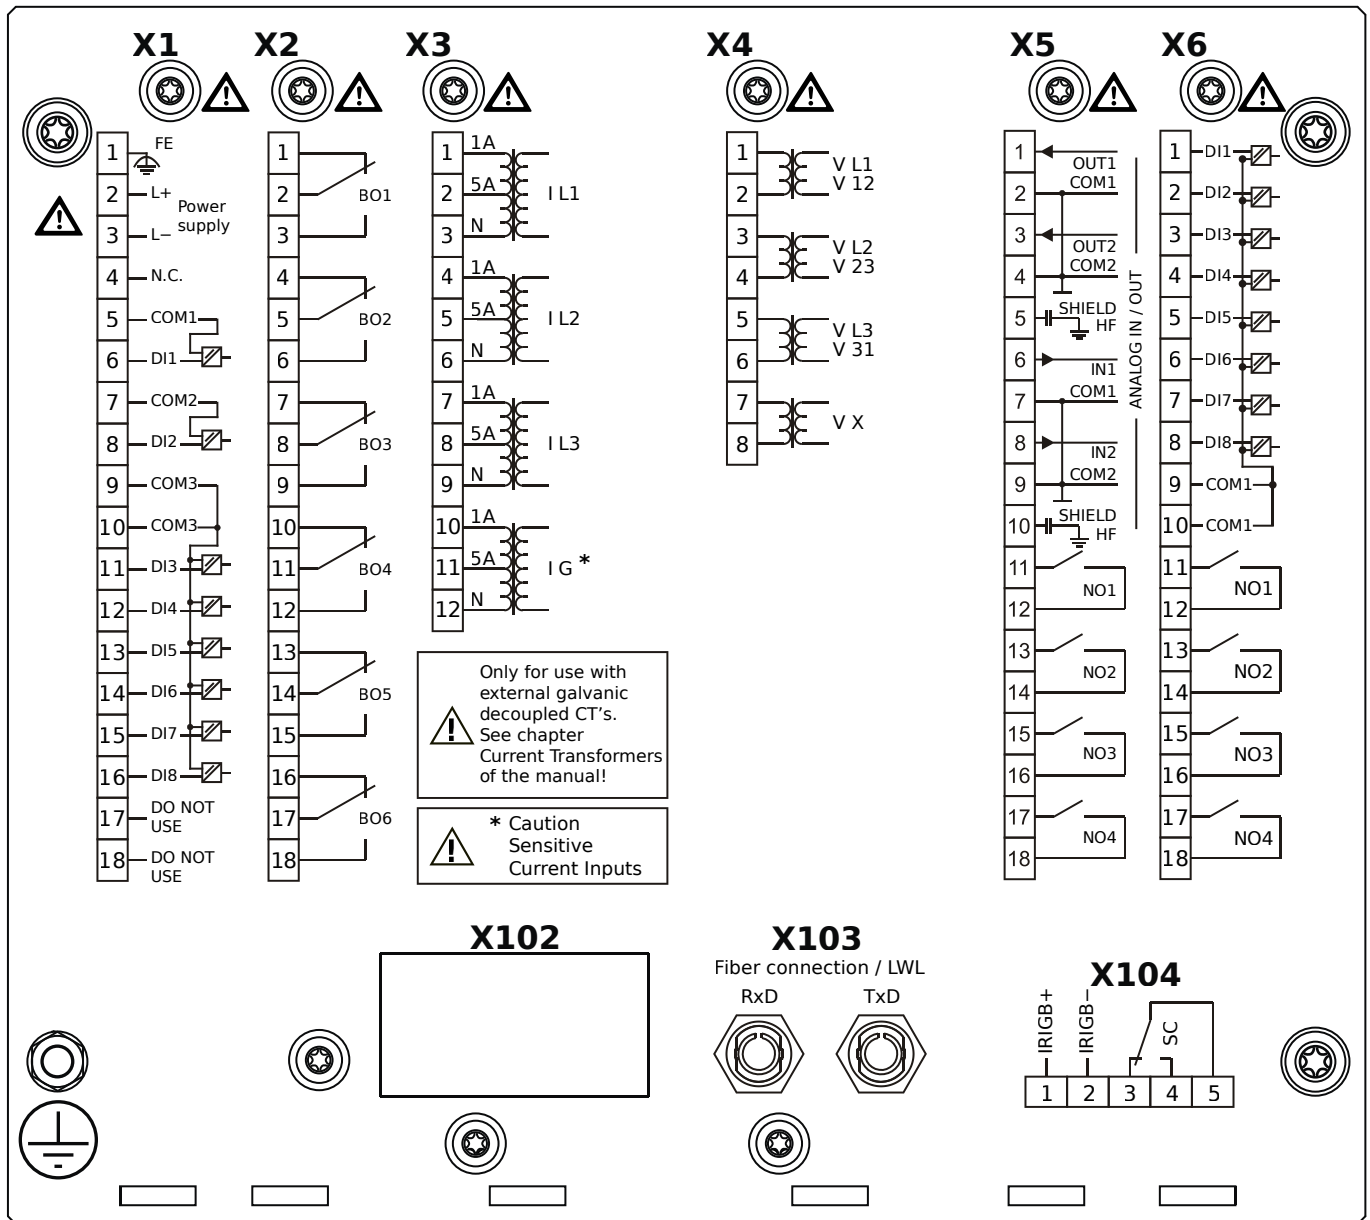 X1
X2
X3
X4
X5
X6
1 FE
2 L+
Power
supply
3 L−
4 N.C.
5 COM1
6 DI1
7 COM2
8 DI2
9 COM3
10 COM3
11 DI3
12 DI4
13 DI5
14 DI6
15 DI7
16 DI8
17 DO NOT
USE
18 DO NOT
USE
1
2 BO1
3
4
5 BO2
6
7
8 BO3
9
10
11 BO4
12
13
14 BO5
15
16
17 BO6
18
1 1A
2 5A I L1
3 N
4 1A
5 5A I L2
6 N
7 1A
8 5A I L3
9 N
10 1A
11 5A I G *
12 N
Only for use with
external galvanic
decoupled CT's.
See chapter
Current Transformers
of the manual!
* Caution
Sensitive
Current Inputs
1 V L1
2 V 12
3 V L2
4 V 23
5 V L3
6 V 31
7 V X
8
1 OUT1
2 COM1
3 OUT2
4 COM2
5 SHIELD
HF
6 IN1
7 COM1
8 IN2
9 COM2
10 SHIELD
HF
ANALOG IN / OUT
11 NO1
12
13 NO2
14
15 NO3
16
17 NO4
18
1 DI1
2 DI2
3 DI3
4 DI4
5 DI5
6 DI6
7 DI7
8 DI8
9 COM1
10 COM1
11 NO1
12
13 NO2
14
15 NO3
16
17 NO4
18
X102
X103
Fiber connection / LWL
RxD TxD
X104
IRIGB+
IRIGB−
SC
1 2 3 4 5